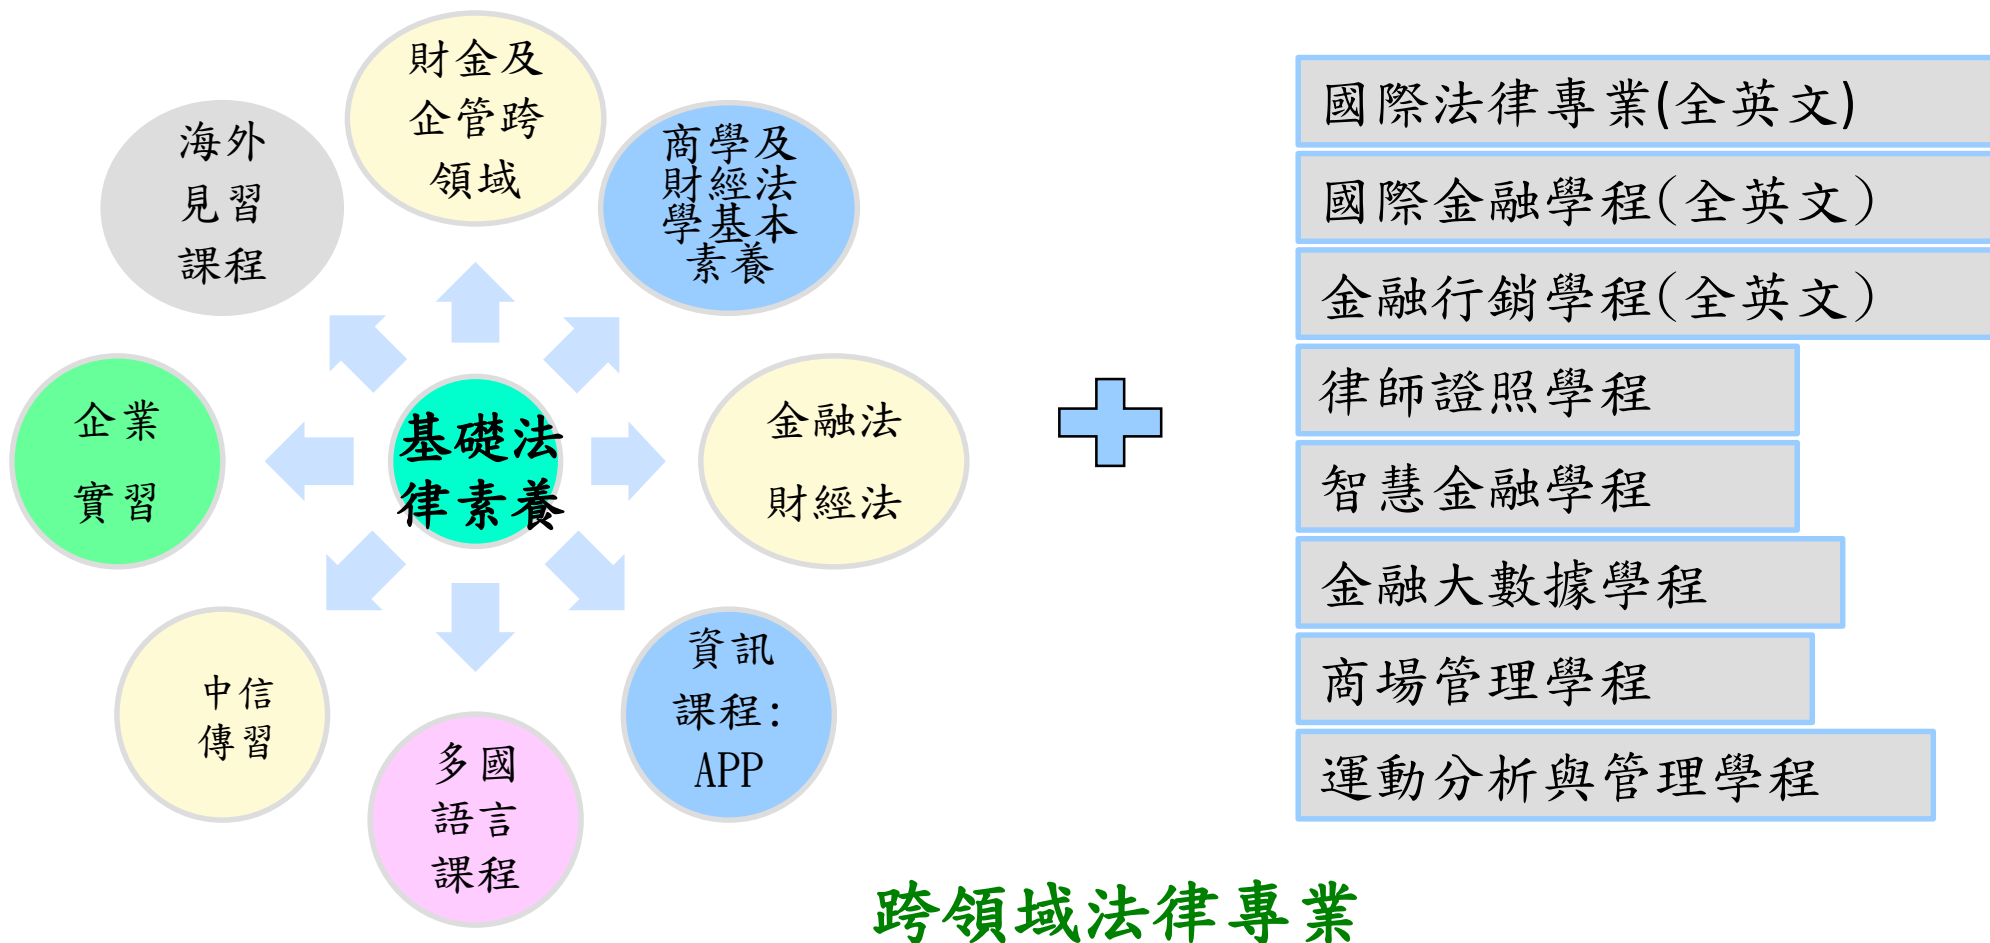 財金及
企管跨
領域
商學及
財經法
學基本
素養
金融法
財經法
資訊
課程:
APP
多國
語言
課程
中信
傳習
企業
實習
海外
見習
課程
基礎法
律素養
國際法律專業(全英文)
國際金融學程(全英文)
金融行銷學程(全英文)
律師證照學程
智慧金融學程
金融大數據學程
商場管理學程
運動分析與管理學程
跨領域法律專業